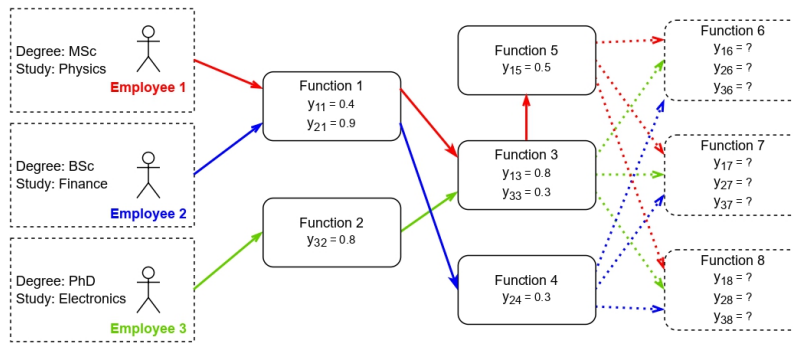 Degree: MSc
Study: Physics
Employee 1
Degree: BSc
Study: Finance
Employee 2
Degree: PhD
Study: Electronics
Employee 3
Function 1
y11 = 0.4
y21 = 0.9
Function 2
y32 = 0.8
Function 5
y15 = 0.5
Function 3
y13 = 0.8
y33 = 0.3
Function 4
y24 = 0.3
Function 6
y16 = ?
y26 = ?
y36 = ?
Function 7
y17 = ?
y27 = ?
y37 = ?
Function 8
y18 = ?
y28 = ?
y38 = ?